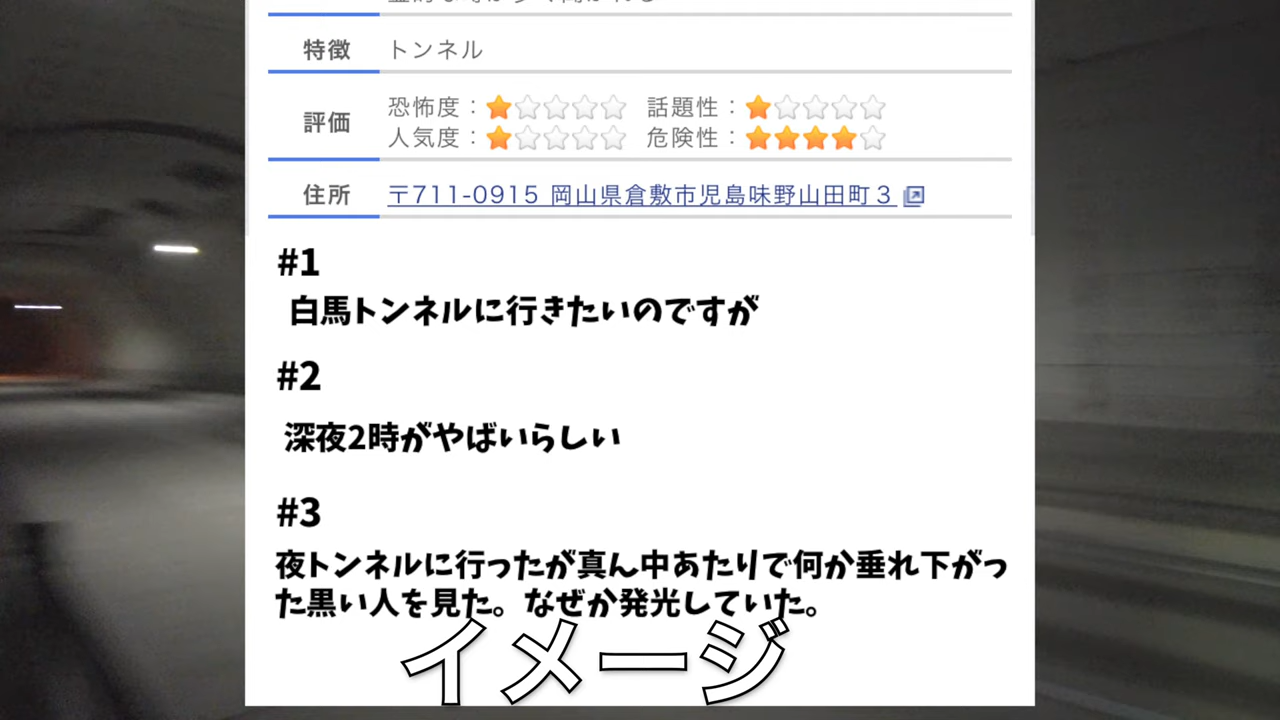 特徴 トンネル
評価 恐怖度：★☆☆☆☆ 話題性：★☆☆☆☆
人気度：★☆☆☆☆ 危険性：★★★★☆
住所 〒711-0915 岡山県倉敷市児島味野山田町３
#1
白馬トンネルに行きたいのですが
#2
深夜2時がやばいらしい
#3
夜トンネルに行ったが真ん中あたりで何か垂れ下がっ
た黒い人を見た。なぜか発光していた。
イメージ